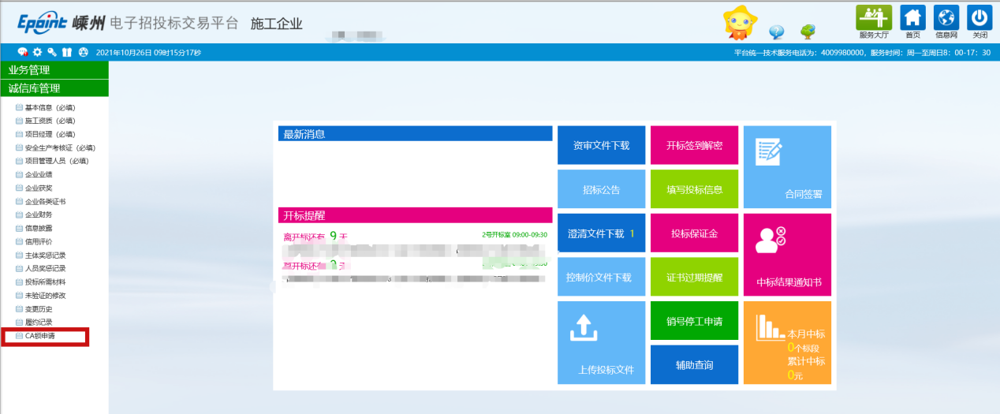 Epoint 嵊州 电子招投标交易平台 施工企业
服务大厅 首页 信息网 关闭
2021年10月26日 09时15分17秒 平台统一技术服务电话为：4009980000，服务时间：周一至周日8：00-17：30
业务管理
诚信库管理
基本信息（必填）
施工资质（必填）
项目经理（必填）
安全生产考核证（必填）
项目管理人员（必填）
企业业绩
企业获奖
企业各类证书
企业财务
信息披露
信用评价
主体奖惩记录
人员奖惩记录
投标所需材料
未验证的修改
变更历史
履约记录
CA锁申请
最新消息
开标提醒
离开标还有 9 天 2号开标室 09:00-09:30
资审文件下载
开标签到解密
合同签署
招标公告
填写投标信息
澄清文件下载 1
投标保证金
中标结果通知书
控制价文件下载
证书过期提醒
上传投标文件
销号停工申请
辅助查询
本月中标
0个标段
累计中标
0元